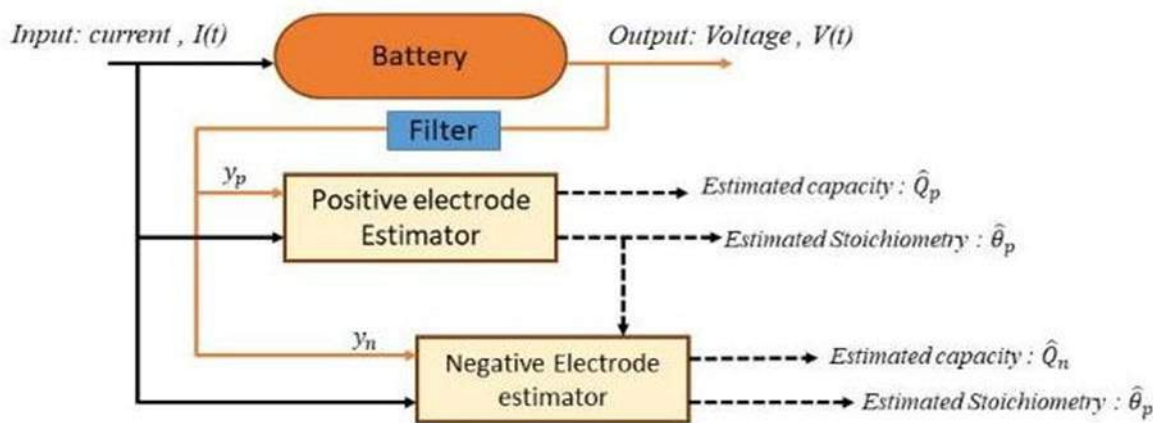 Input: current , I(t)
Battery
Output: Voltage , V(t)
Filter
y_p
Positive electrode
Estimator
Estimated capacity : Q̂_p
Estimated Stoichiometry : θ̂_p
y_n
Negative Electrode
estimator
Estimated capacity : Q̂_n
Estimated Stoichiometry : θ̂_p